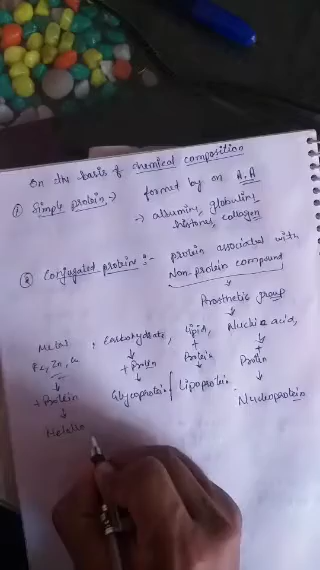 On the basis of chemical composition
① Simple protein →
formed by on A.A
→ albumins, globulins,
histones, collagen
② Conjugated protein :-
protein associated with
Non-protein compound
↓
Prosthetic group
Metal, Carbohydrate, lipid, Nucleic acid,
Fe, Zn, Cu
↓ + + ↓
+ Protein Protein Protin
↓ ↓ ↓ ↓
+ Protein Glycoprotein Lipoprotein Nucleoprotein
Metallo